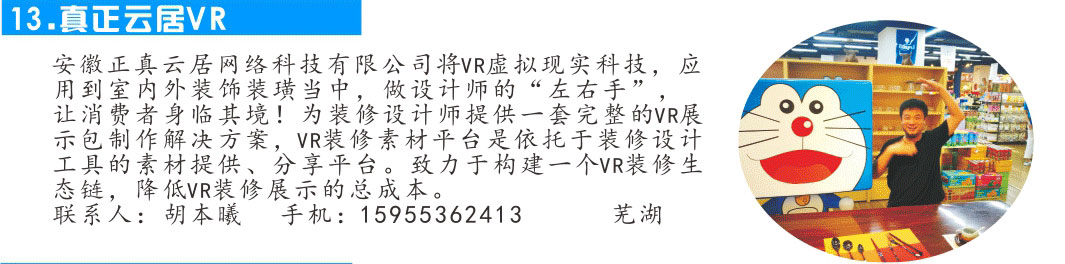 13.真正云居VR
安徽正真云居网络科技有限公司将VR虚拟现实科技，应
用到室内外装饰装璜当中，做设计师的“左右手”，
让消费者身临其境！为装修设计师提供一套完整的VR展
示包制作解决方案，VR装修素材平台是依托于装修设计
工具的素材提供、分享平台。致力于构建一个VR装修生
态链，降低VR装修展示的总成本。
联系人：胡本曦 手机：15955362413 芜湖